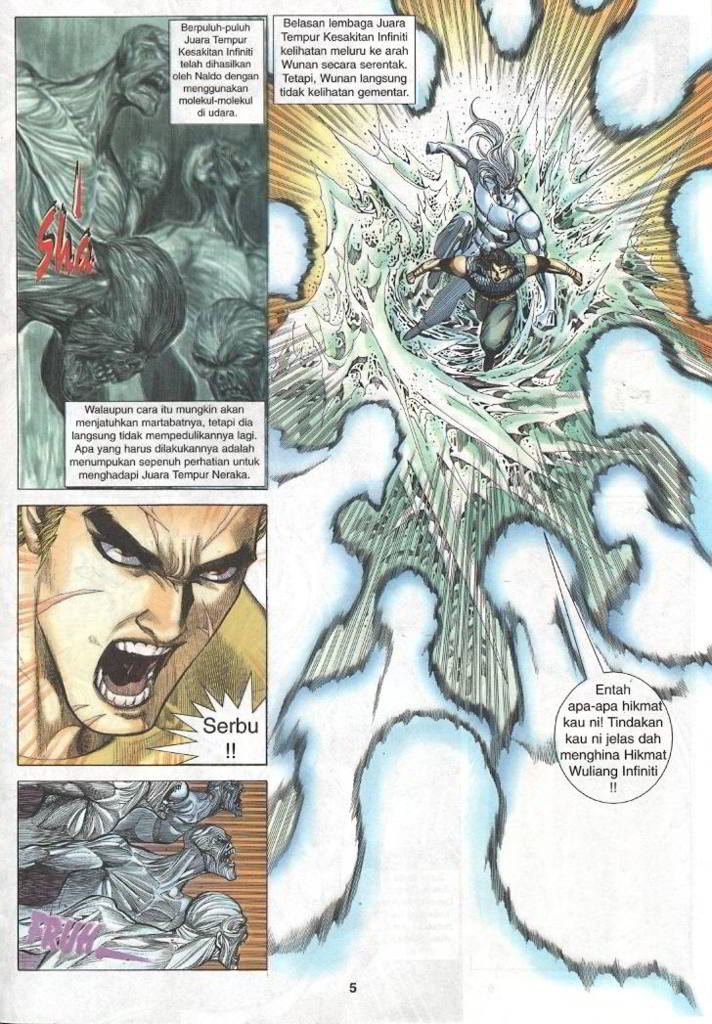 Berpuluh-puluh
Juara Tempur
Kesakitan Infiniti
telah dihasilkan
oleh Naldo dengan
menggunakan
molekul-molekul
di udara.
Sha
Walaupun cara itu mungkin akan
menjatuhkan martabatnya, tetapi dia
langsung tidak mempedulikannya lagi.
Apa yang harus dilakukannya adalah
menumpukan sepenuh perhatian untuk
menghadapi Juara Tempur Neraka.
Belasan lembaga Juara
Tempur Kesakitan Infiniti
kelihatan meluru ke arah
Wunan secara serentak.
Tetapi, Wunan langsung
tidak kelihatan gementar.
Serbu
!!
FRUH
Entah
apa-apa hikmat
kau ni! Tindakan
kau ni jelas dah
menghina Hikmat
Wuliang Infiniti
!!
5